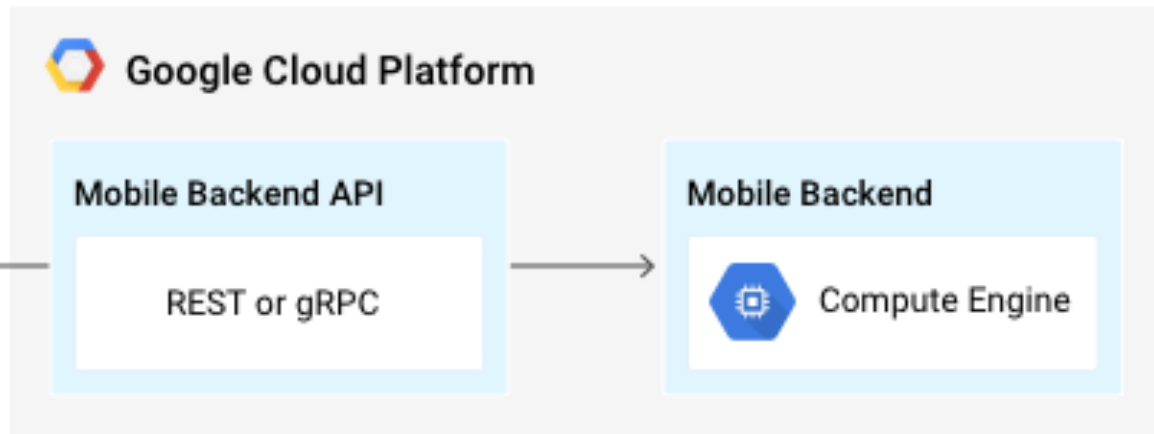 Google Cloud Platform
Mobile Backend API
REST or gRPC
Mobile Backend
Compute Engine